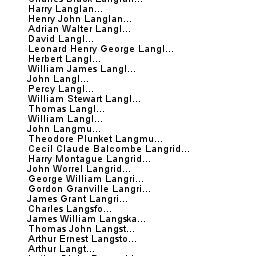 Harry Langlan...
Henry John Langlan...
Adrian Walter Langl...
David Langl...
Leonard Henry George Langl...
Herbert Langl...
William James Langl...
John Langl...
Percy Langl...
William Stewart Langl...
Thomas Langl...
William Langl...
John Langmu...
Theodore Plunket Langmu...
Cecil Claude Balcombe Langrid...
Harry Montague Langrid...
John Worrel Langrid...
George William Langri...
Gordon Granville Langri...
James Grant Langri...
Charles Langsfo...
James William Langska...
Thomas John Langst...
Arthur Ernest Langsto...
Arthur Langt...